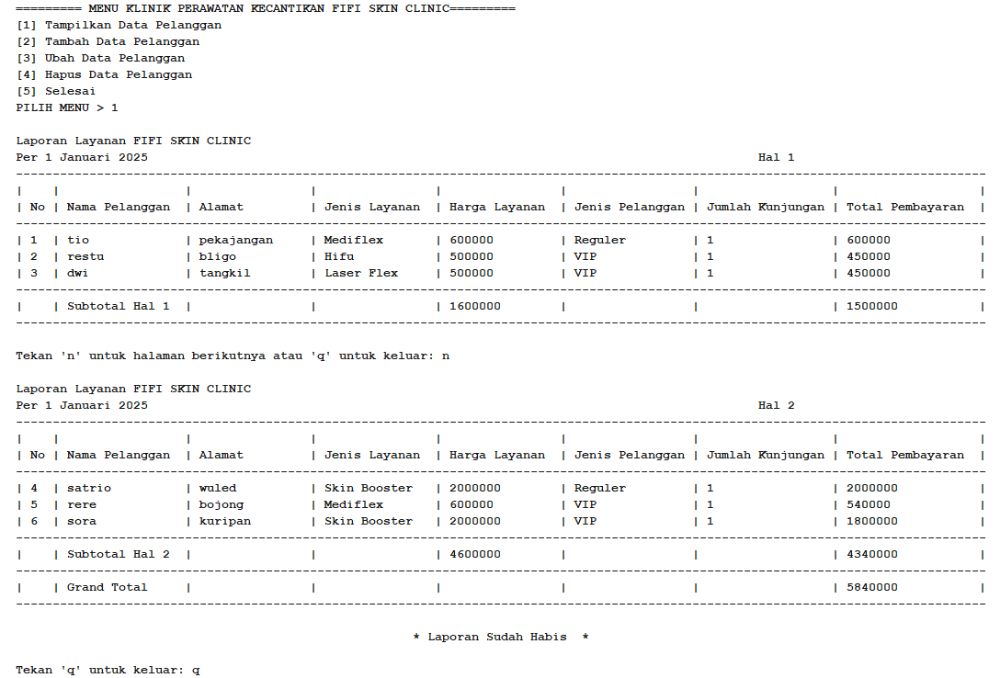 ========= MENU KLINIK PERAWATAN KECANTIKAN FIFI SKIN CLINIC=========
[1] Tampilkan Data Pelanggan
[2] Tambah Data Pelanggan
[3] Ubah Data Pelanggan
[4] Hapus Data Pelanggan
[5] Selesai
PILIH MENU > 1
Laporan Layanan FIFI SKIN CLINIC
Per 1 Januari 2025 Hal 1
| No | Nama Pelanggan | Alamat | Jenis Layanan | Harga Layanan | Jenis Pelanggan | Jumlah Kunjungan | Total Pembayaran |
| 1 | tio | pekajangan | Mediflex | 600000 | Reguler | 1 | 600000 |
| 2 | restu | bligo | Hifu | 500000 | VIP | 1 | 450000 |
| 3 | dwi | tangkil | Laser Flex | 500000 | VIP | 1 | 450000 |
| | Subtotal Hal 1 | | | 1600000 | | | 1500000 |
Tekan 'n' untuk halaman berikutnya atau 'q' untuk keluar: n
Laporan Layanan FIFI SKIN CLINIC
Per 1 Januari 2025 Hal 2
| No | Nama Pelanggan | Alamat | Jenis Layanan | Harga Layanan | Jenis Pelanggan | Jumlah Kunjungan | Total Pembayaran |
| 4 | satrio | wuled | Skin Booster | 2000000 | Reguler | 1 | 2000000 |
| 5 | rere | bojong | Mediflex | 600000 | VIP | 1 | 540000 |
| 6 | sora | kuripan | Skin Booster | 2000000 | VIP | 1 | 1800000 |
| | Subtotal Hal 2 | | | 4600000 | | | 4340000 |
| | Grand Total | | | | | | 5840000 |
* Laporan Sudah Habis *
Tekan 'q' untuk keluar: q